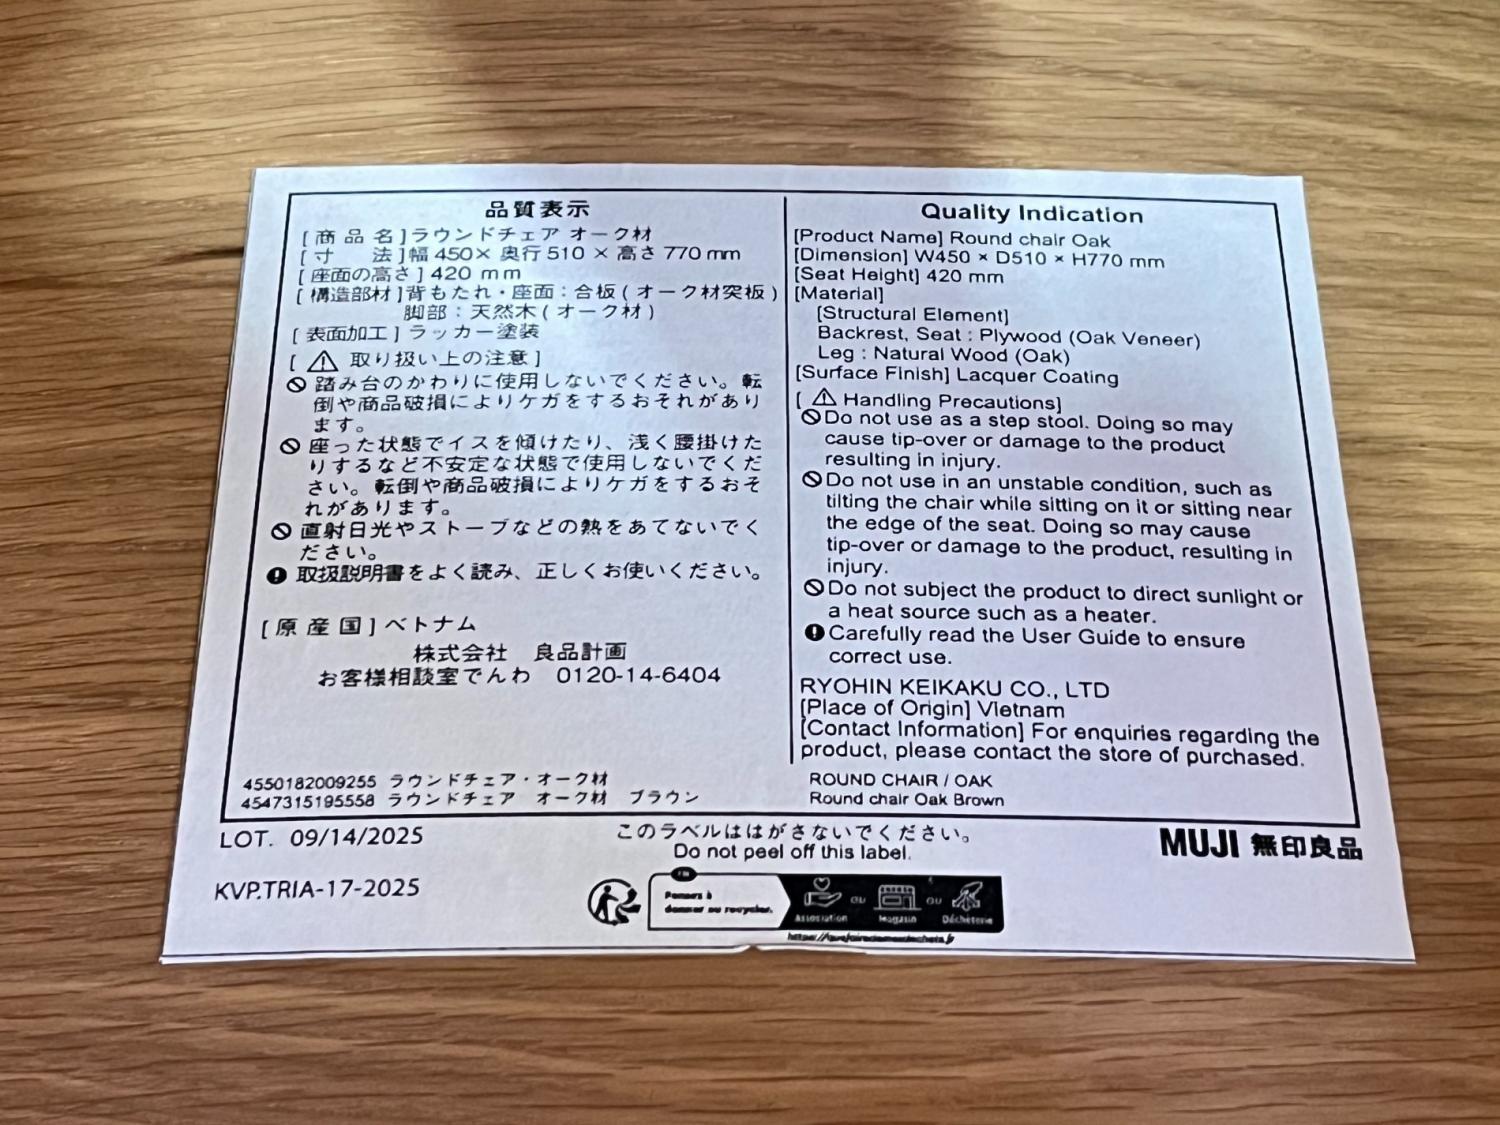 品質表示
[商品名]ラウンドチェア オーク材
[寸 法]幅 450× 奥行 510 × 高さ 770 mm
[座面の高さ] 420 mm
[構造部材]背もたれ・座面：合板(オーク材突板)
脚部：天然木(オーク材)
[表面加工]ラッカー塗装
[⚠ 取り扱い上の注意]
踏み台のかわりに使用しないでください。転
倒や商品破損によりケガをするおそれがあり
ます。
座った状態でイスを傾けたり、浅く腰掛けた
りするなど不安定な状態で使用しないでくだ
さい。転倒や商品破損によりケガをするおそ
れがあります。
直射日光やストーブなどの熱をあてないでく
ださい。
取扱説明書をよく読み、正しくお使いください。
[原産国]ベトナム
株式会社 良品計画
お客様相談室でんわ 0120-14-6404
4550182009255 ラウンドチェア・オーク材
4547315195558 ラウンドチェア オーク材 ブラウン
Quality Indication
[Product Name] Round chair Oak
[Dimension] W450 × D510 × H770 mm
[Seat Height] 420 mm
[Material]
[Structural Element]
Backrest, Seat : Plywood (Oak Veneer)
Leg : Natural Wood (Oak)
[Surface Finish] Lacquer Coating
[⚠ Handling Precautions]
Do not use as a step stool. Doing so may
cause tip-over or damage to the product
resulting in injury.
Do not use in an unstable condition, such as
tilting the chair while sitting on it or sitting near
the edge of the seat. Doing so may cause
tip-over or damage to the product, resulting in
injury.
Do not subject the product to direct sunlight or
a heat source such as a heater.
Carefully read the User Guide to ensure
correct use.
RYOHIN KEIKAKU CO., LTD
[Place of Origin] Vietnam
[Contact Information] For enquiries regarding the
product, please contact the store of purchased.
ROUND CHAIR / OAK
Round chair Oak Brown
LOT. 09/14/2025
このラベルははがさないでください。
Do not peel off this label.
MUJI 無印良品
KVP.TRIA-17-2025
FR
Pensez à
donner ou recycler.
Association
OU
Magasin
OU
Déchèterie